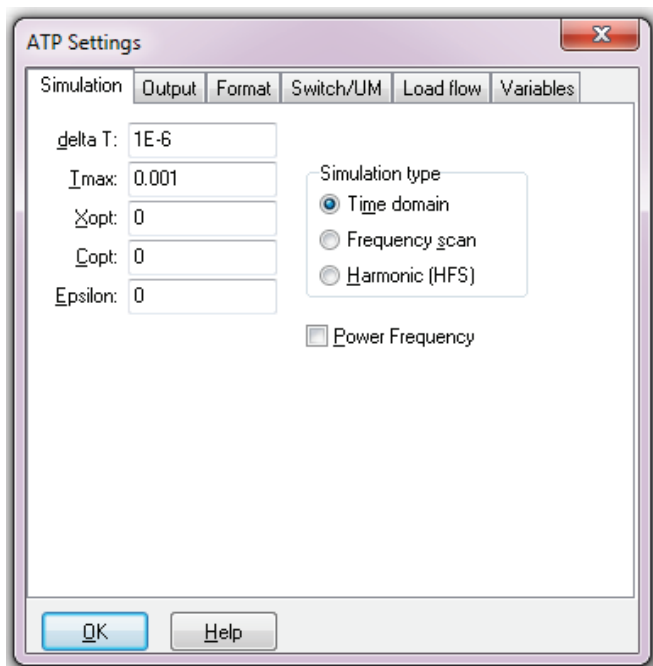 ATP Settings
x
Simulation Output Format Switch/UM Load flow Variables
delta T: 1E-6
Tmax: 0.001
Xopt: 0
Copt: 0
Epsilon: 0
Simulation type
Time domain
Frequency scan
Harmonic (HFS)
Power Frequency
OK Help